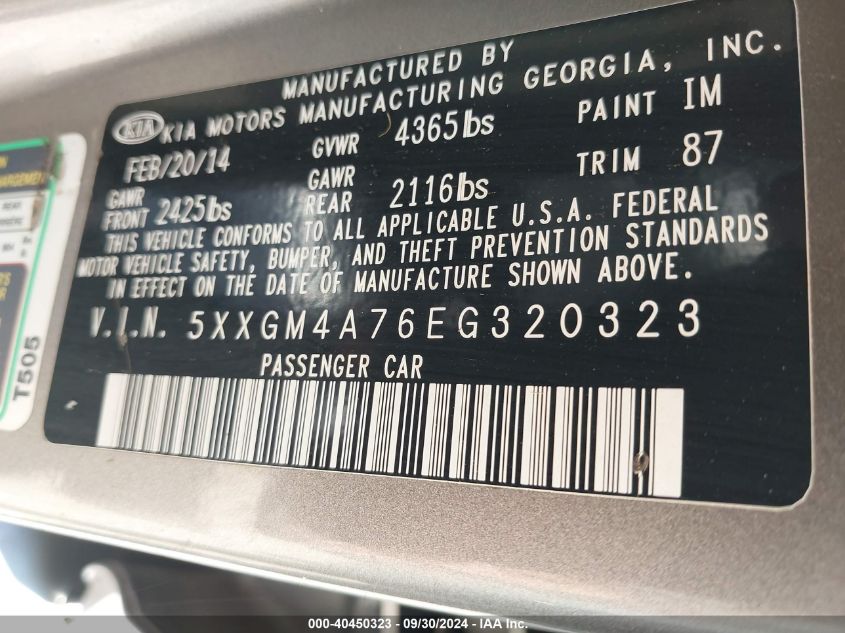 MANUFACTURED BY
KIA KIA MOTORS MANUFACTURING GEORGIA, INC.
FEB/20/14 GVWR 4365lbs PAINT IM
GAWR FRONT 2425lbs GAWR REAR 2116lbs TRIM 87
THIS VEHICLE CONFORMS TO ALL APPLICABLE U.S.A. FEDERAL
MOTOR VEHICLE SAFETY, BUMPER, AND THEFT PREVENTION STANDARDS
IN EFFECT ON THE DATE OF MANUFACTURE SHOWN ABOVE.
V.I.N. 5XXGM4A76EG320323
PASSENGER CAR
REAR
T505
000-40450323 - 09/30/2024 - IAA Inc.